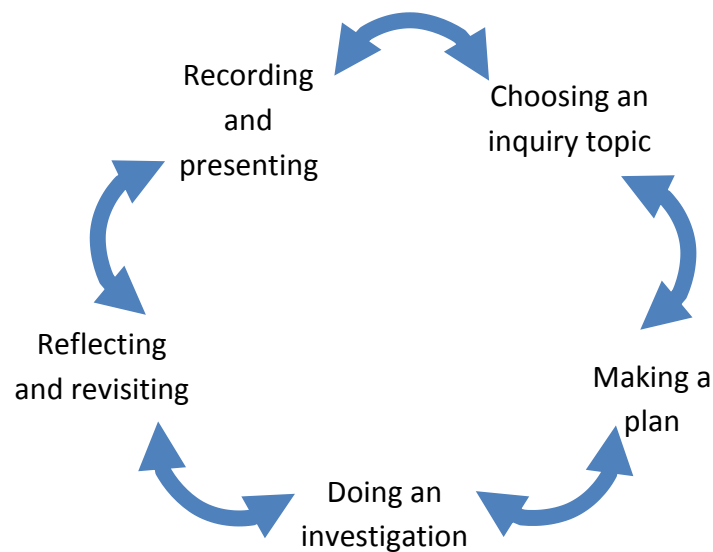 Recording
and
presenting
Choosing an
inquiry topic
Making a
plan
Doing an
investigation
Reflecting
and revisiting